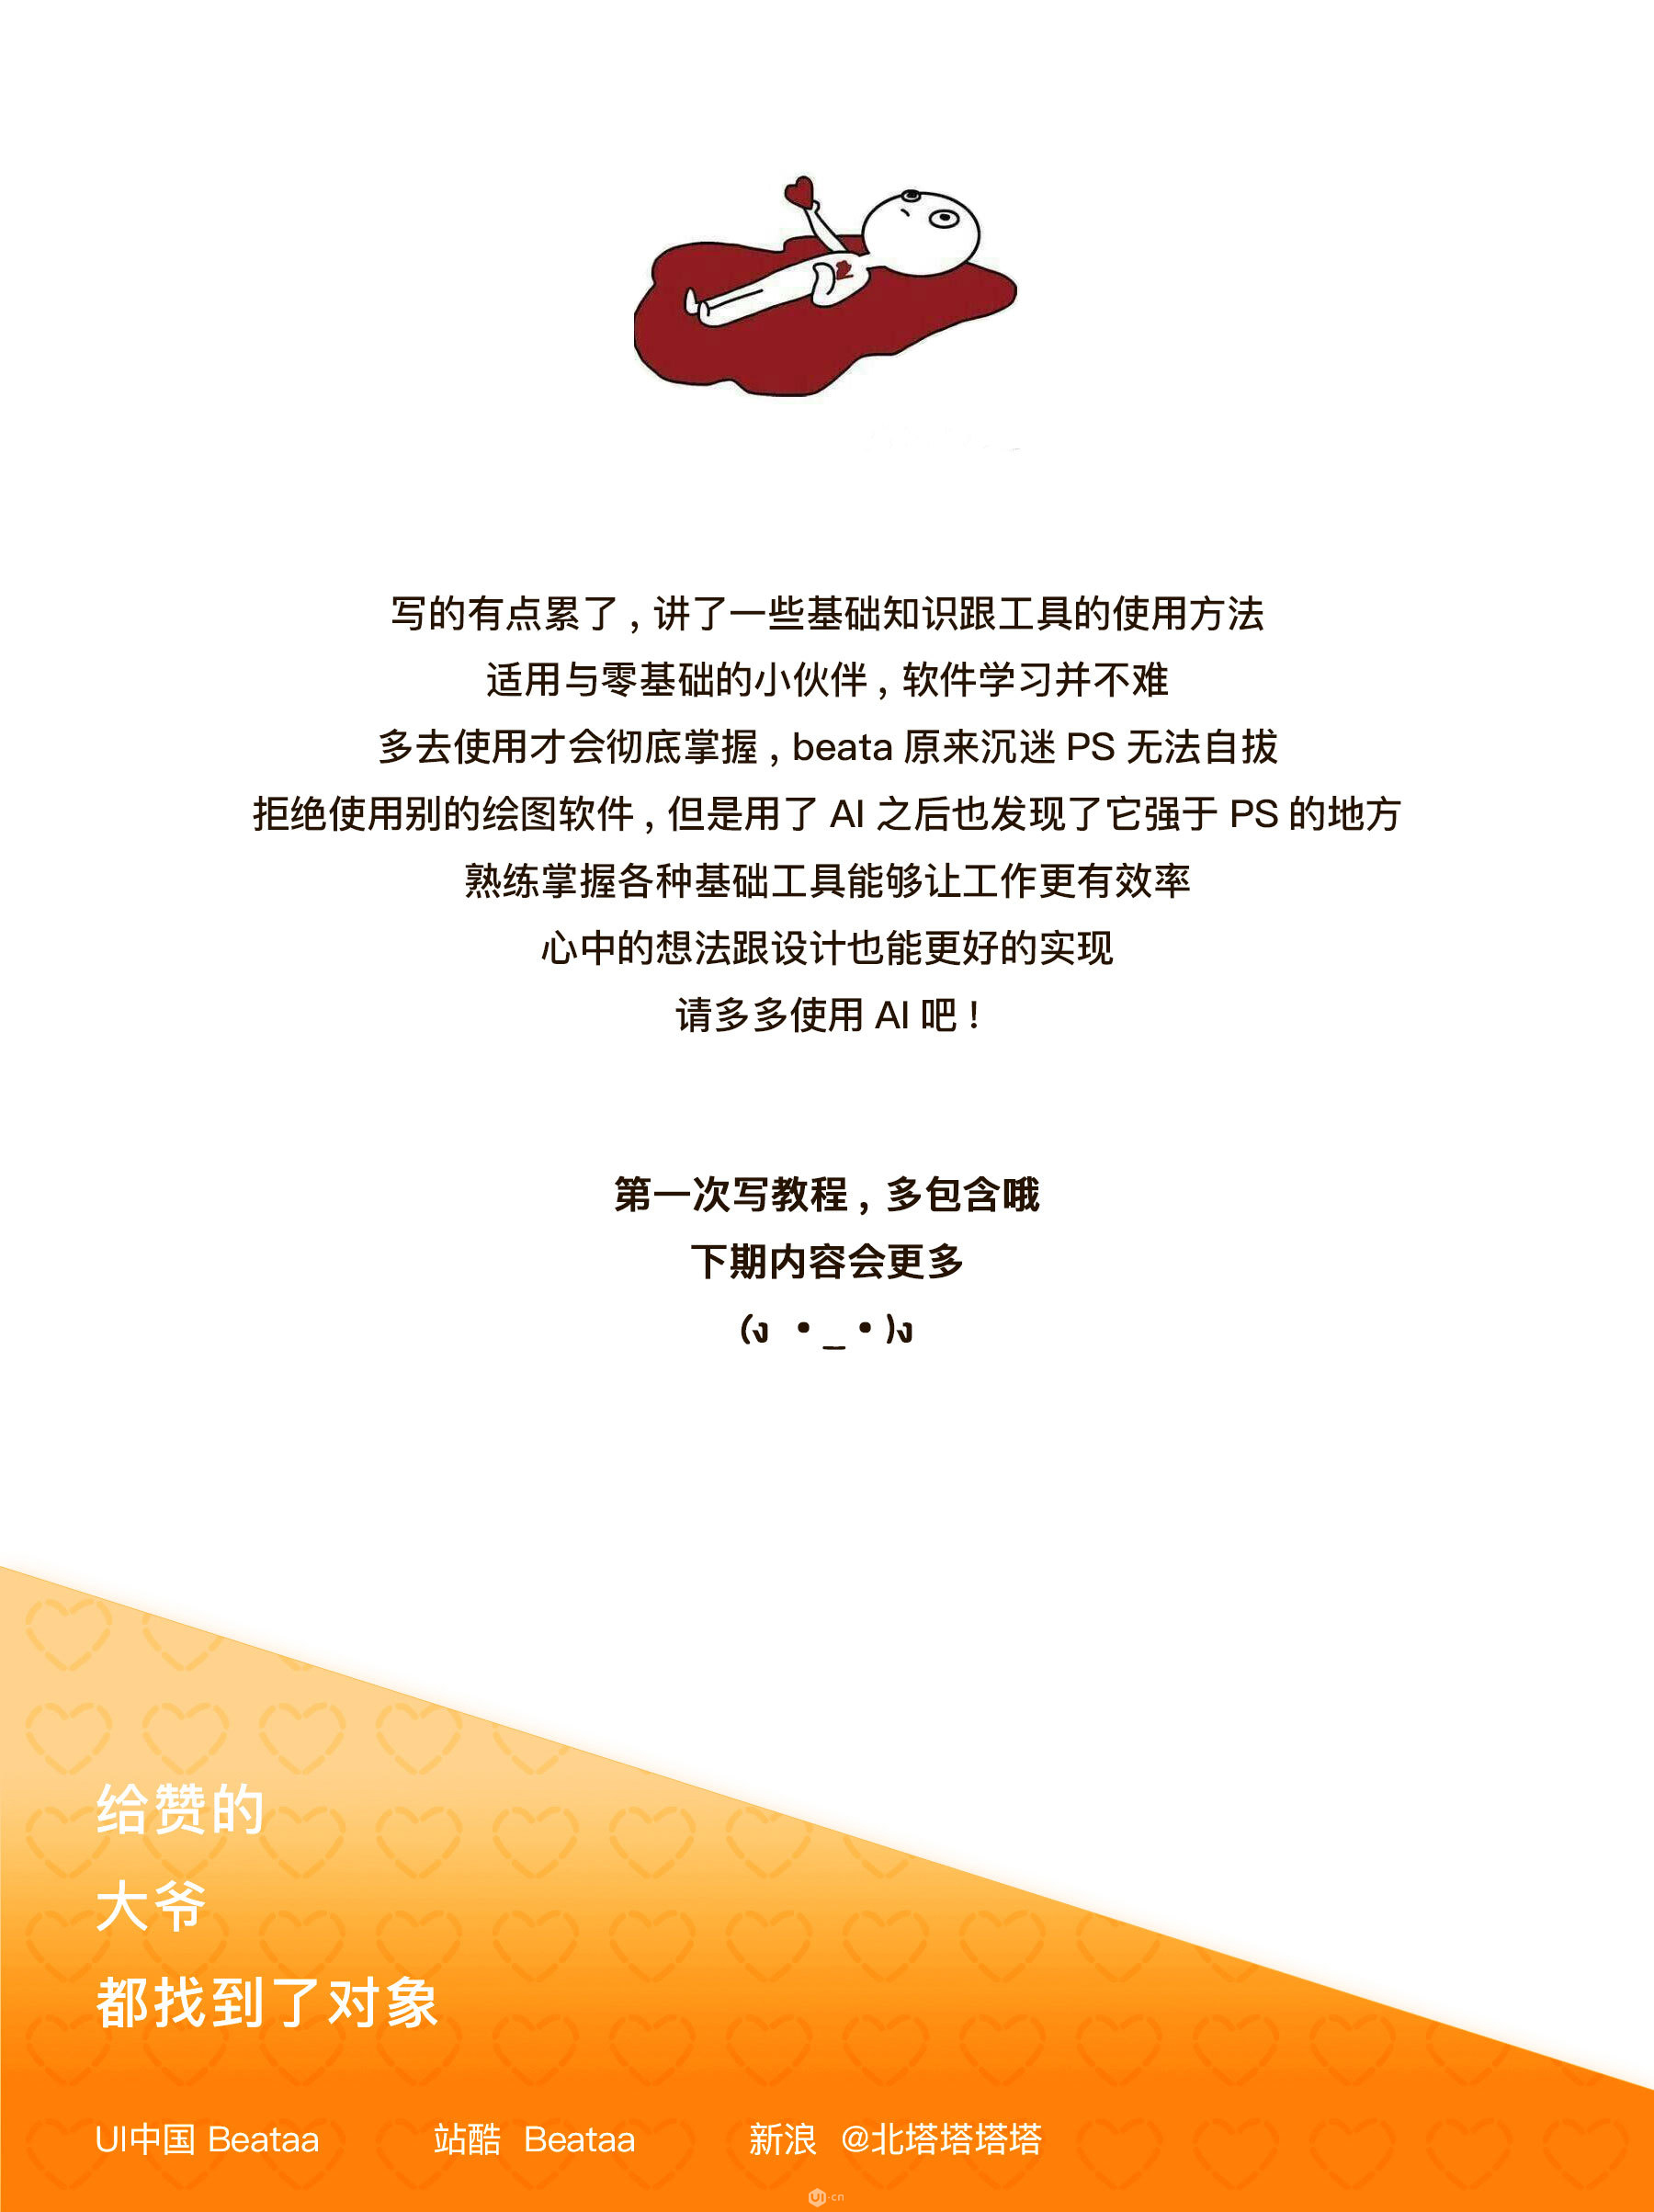 写的有点累了，讲了一些基础知识跟工具的使用方法
适用与零基础的小伙伴，软件学习并不难
多去使用才会彻底掌握，beata 原来沉迷 PS 无法自拔
拒绝使用别的绘图软件，但是用了 AI 之后也发现了它强于 PS 的地方
熟练掌握各种基础工具能够让工作更有效率
心中的想法跟设计也能更好的实现
请多多使用 AI 吧！
第一次写教程，多包含哦
下期内容会更多
(ง •_•)ง
给赞的
大爷
都找到了对象
UI中国 Beataa 站酷 Beataa 新浪 @北塔塔塔塔
UI·cn